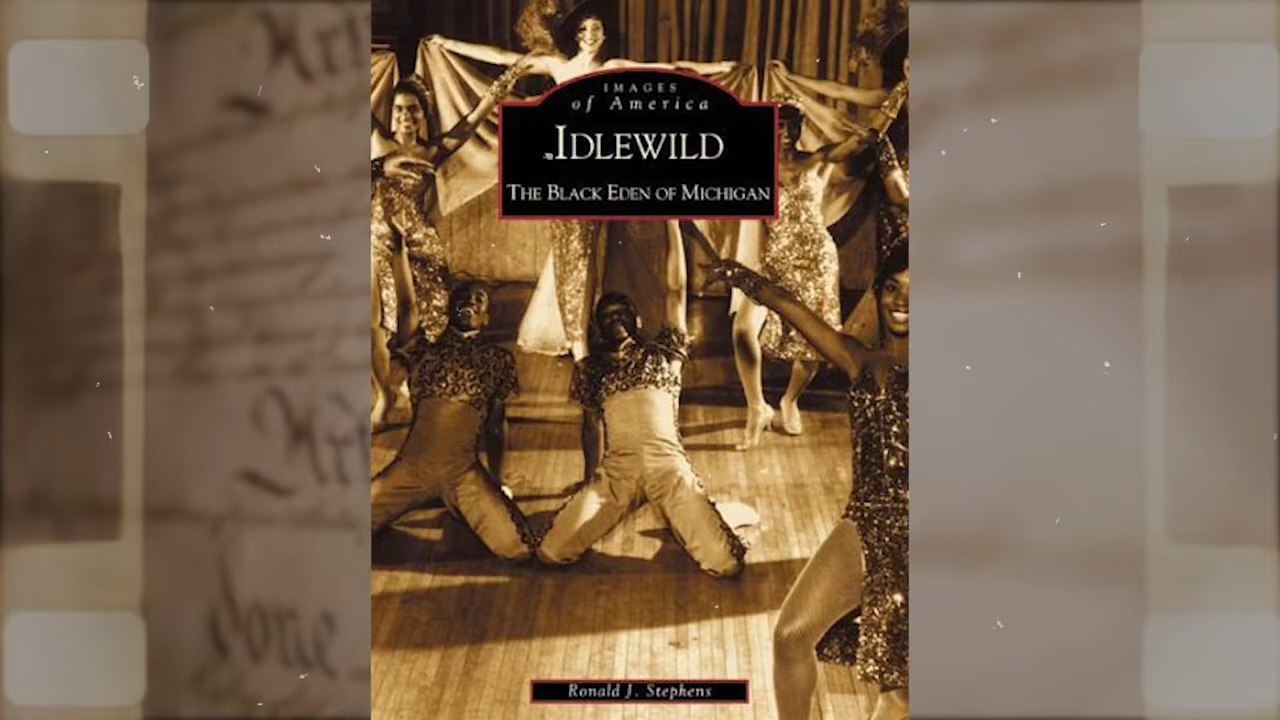 IMAGES
of America
IDLEWILD
THE BLACK EDEN OF MICHIGAN
Ronald J. Stephens